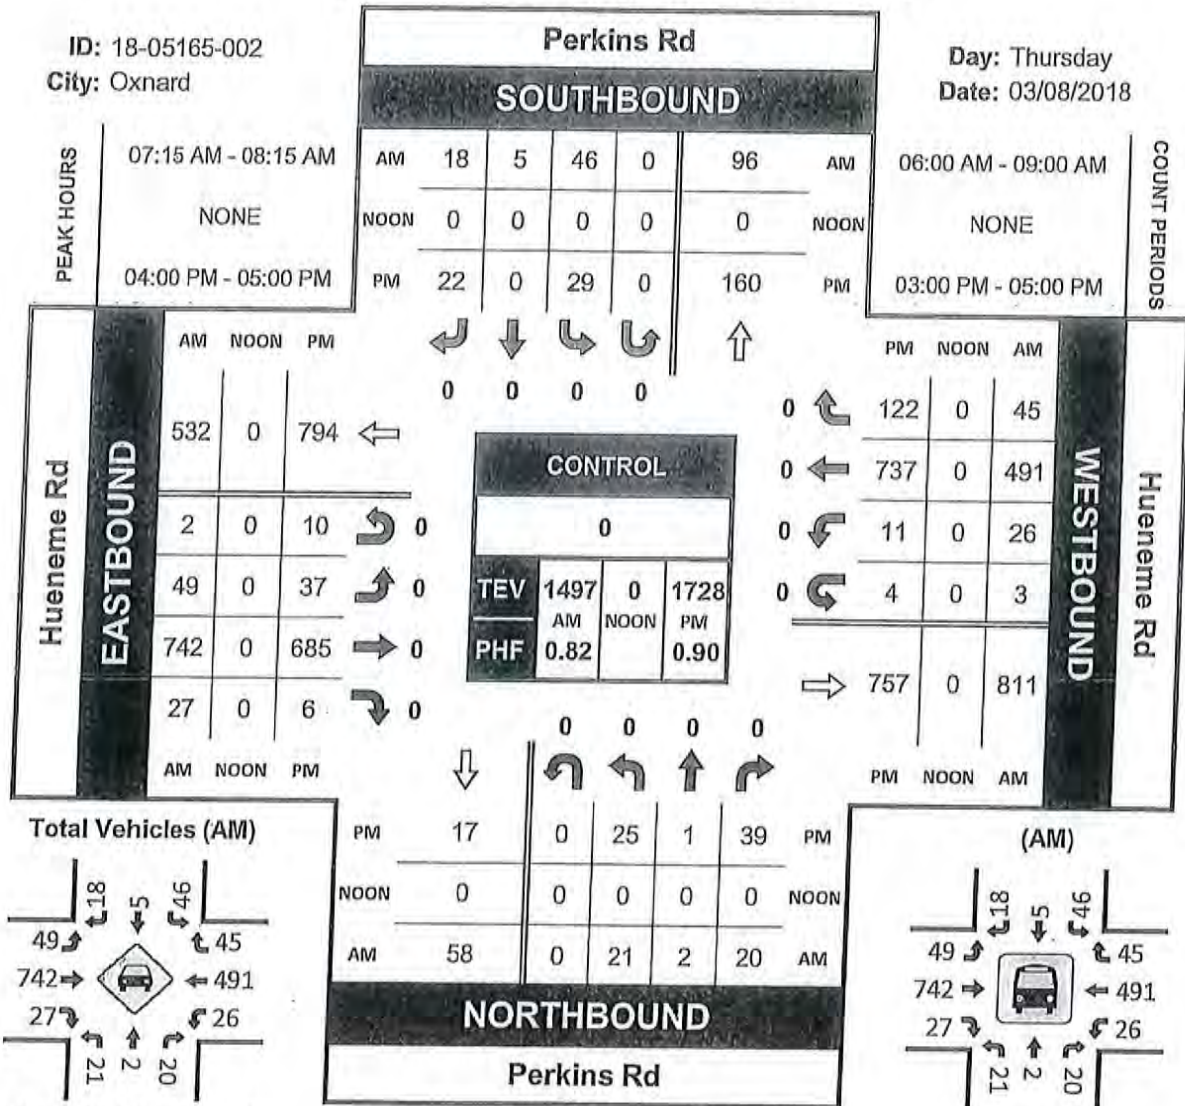 ID: 18-05165-002
City: Oxnard
Perkins Rd
SOUTHBOUND
Day: Thursday
Date: 03/08/2018
PEAK HOURS
07:15 AM - 08:15 AM
NONE
04:00 PM - 05:00 PM
AM 18 5 46 0 96 AM
NOON 0 0 0 0 0 NOON
PM 22 0 29 0 160 PM
06:00 AM - 09:00 AM
NONE
03:00 PM - 05:00 PM
COUNT PERIODS
0 0 0 0
Hueneme Rd
EASTBOUND
AM NOON PM
532 0 794
2 0 10 0
49 0 37 0
742 0 685 0
27 0 6 0
AM NOON PM
CONTROL
0
TEV 1497 0 1728
AM NOON PM
PHF 0.82 0.90
PM NOON AM
0 122 0 45
0 737 0 491
0 11 0 26
0 4 0 3
757 0 811
PM NOON AM
WESTBOUND
Hueneme Rd
0 0 0 0
PM 17 0 25 1 39 PM
NOON 0 0 0 0 0 NOON
AM 58 0 21 2 20 AM
NORTHBOUND
Perkins Rd
Total Vehicles (AM)
18 5 46
49 45
742 491
27 26
21 2 20
(AM)
18 5 46
49 45
742 491
27 26
21 2 20